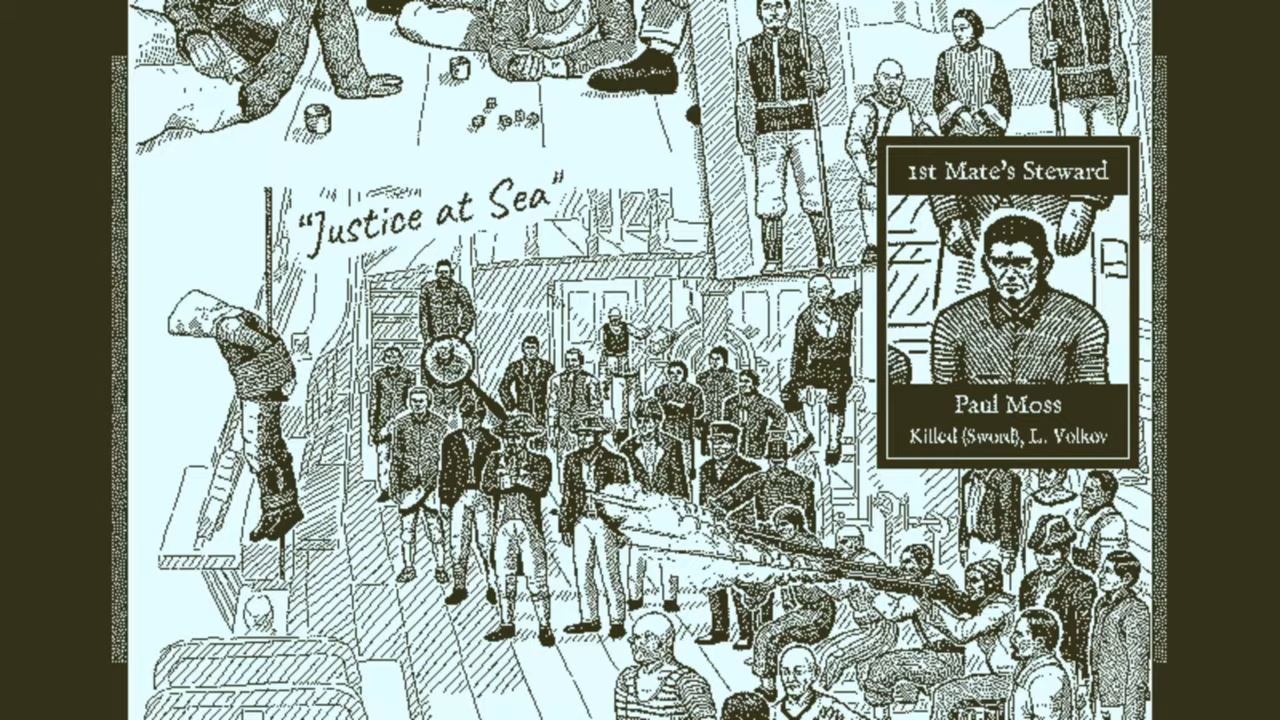 “Justice at Sea”
1st Mate's Steward
Paul Moss
Killed (Sword), L. Volkov